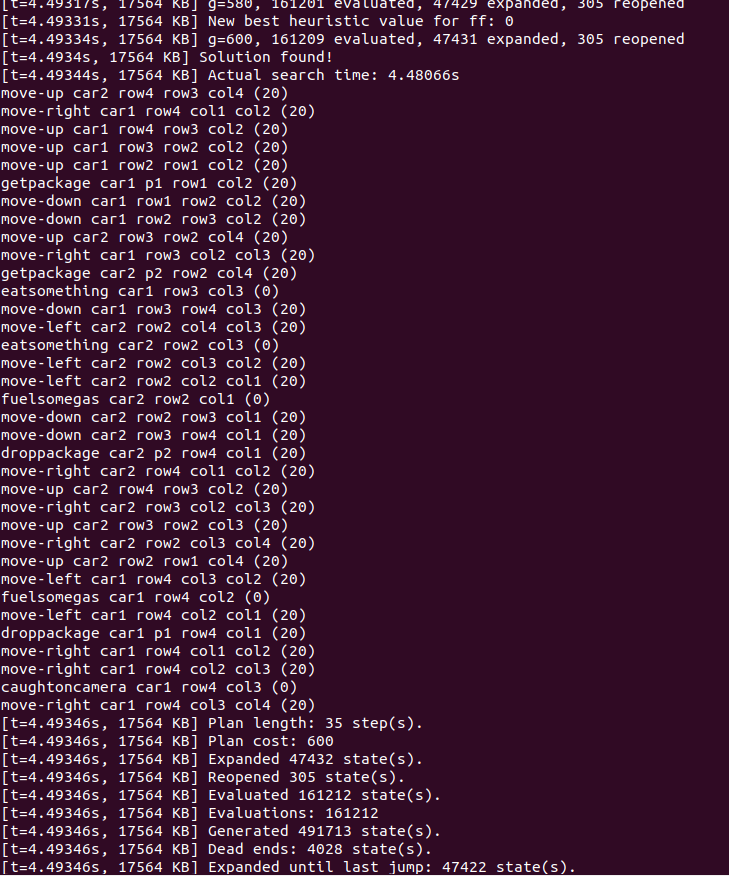 [t=4.49317s, 17564 KB] g=580, 161201 evaluated, 47429 expanded, 305 reopened
[t=4.49331s, 17564 KB] New best heuristic value for ff: 0
[t=4.49334s, 17564 KB] g=600, 161209 evaluated, 47431 expanded, 305 reopened
[t=4.4934s, 17564 KB] Solution found!
[t=4.49344s, 17564 KB] Actual search time: 4.48066s
move-up car2 row4 row3 col4 (20)
move-right car1 row4 col1 col2 (20)
move-up car1 row4 row3 col2 (20)
move-up car1 row3 row2 col2 (20)
move-up car1 row2 row1 col2 (20)
getpackage car1 p1 row1 col2 (20)
move-down car1 row1 row2 col2 (20)
move-down car1 row2 row3 col2 (20)
move-up car2 row3 row2 col4 (20)
move-right car1 row3 col2 col3 (20)
getpackage car2 p2 row2 col4 (20)
eatsomething car1 row3 col3 (0)
move-down car1 row3 row4 col3 (20)
move-left car2 row2 col4 col3 (20)
eatsomething car2 row2 col3 (0)
move-left car2 row2 col3 col2 (20)
move-left car2 row2 col2 col1 (20)
fuelsomegas car2 row2 col1 (0)
move-down car2 row2 row3 col1 (20)
move-down car2 row3 row4 col1 (20)
droppackage car2 p2 row4 col1 (20)
move-right car2 row4 col1 col2 (20)
move-up car2 row4 row3 col2 (20)
move-right car2 row3 col2 col3 (20)
move-up car2 row3 row2 col3 (20)
move-right car2 row2 col3 col4 (20)
move-up car2 row2 row1 col4 (20)
move-left car1 row4 col3 col2 (20)
fuelsomegas car1 row4 col2 (0)
move-left car1 row4 col2 col1 (20)
droppackage car1 p1 row4 col1 (20)
move-right car1 row4 col1 col2 (20)
move-right car1 row4 col2 col3 (20)
caughtoncamera car1 row4 col3 (0)
move-right car1 row4 col3 col4 (20)
[t=4.49346s, 17564 KB] Plan length: 35 step(s).
[t=4.49346s, 17564 KB] Plan cost: 600
[t=4.49346s, 17564 KB] Expanded 47432 state(s).
[t=4.49346s, 17564 KB] Reopened 305 state(s).
[t=4.49346s, 17564 KB] Evaluated 161212 state(s).
[t=4.49346s, 17564 KB] Evaluations: 161212
[t=4.49346s, 17564 KB] Generated 491713 state(s).
[t=4.49346s, 17564 KB] Dead ends: 4028 state(s).
[t=4.49346s, 17564 KB] Expanded until last jump: 47422 state(s).